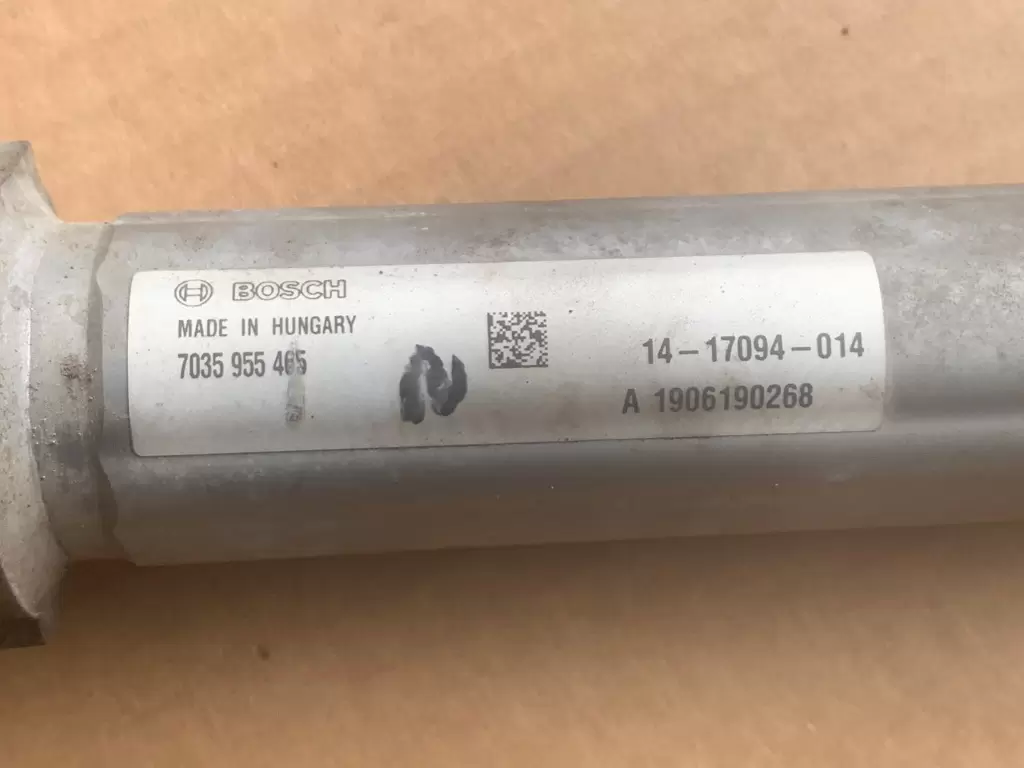 BOSCH
MADE IN HUNGARY
7035 955 465
14-17094-014
A 1906190268